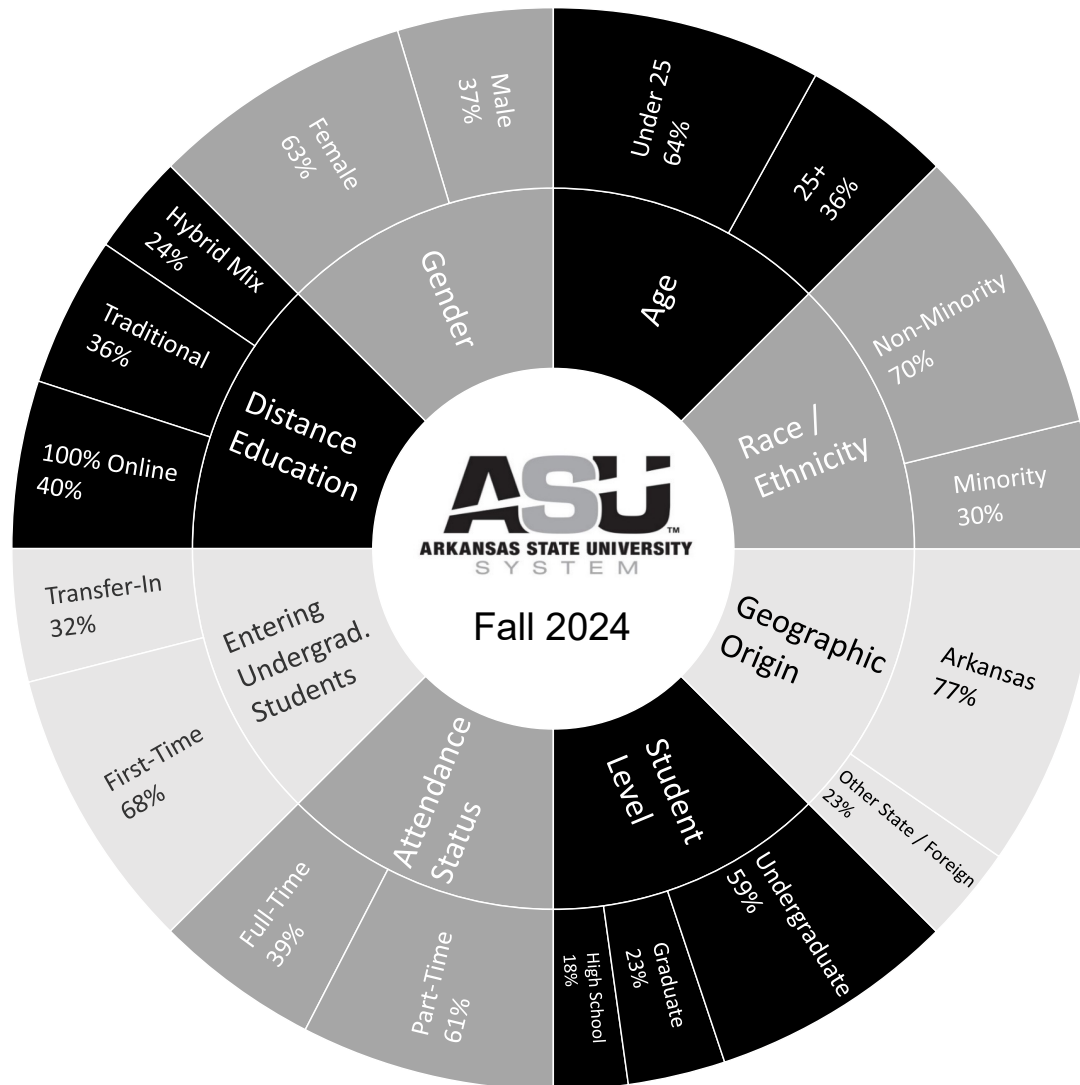 ASU
TM
ARKANSAS STATE UNIVERSITY
SYSTEM
Fall 2024
Age
Under 25
64%
25+
36%
Race /
Ethnicity
Non-Minority
70%
Minority
30%
Geographic
Origin
Arkansas
77%
Other State / Foreign
23%
Student
Level
Undergraduate
59%
Graduate
23%
High School
18%
Attendance
Status
Part-Time
61%
Full-Time
39%
Entering
Undergrad.
Students
First-Time
68%
Transfer-In
32%
Distance
Education
100% Online
40%
Traditional
36%
Hybrid Mix
24%
Gender
Female
63%
Male
37%